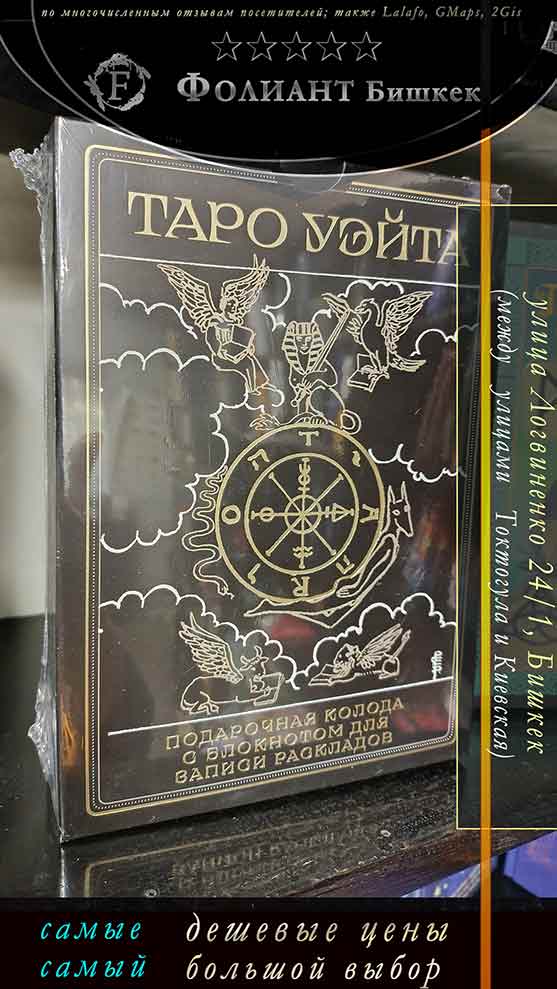 по многочисленным отзывам посетителей; также Lalafo, GMaps, 2Gis
F
Фолиант Бишкек
ТАРО УЭЙТА
T
A
R
O
ПОДАРОЧНАЯ КОЛОДА
С БЛОКНОТОМ ДЛЯ
ЗАПИСИ РАСКЛАДОВ
улица Логвиненко 24/1, Бишкек
(между улицами Токтогула и Киевская)
самые дешевые цены
самый большой выбор